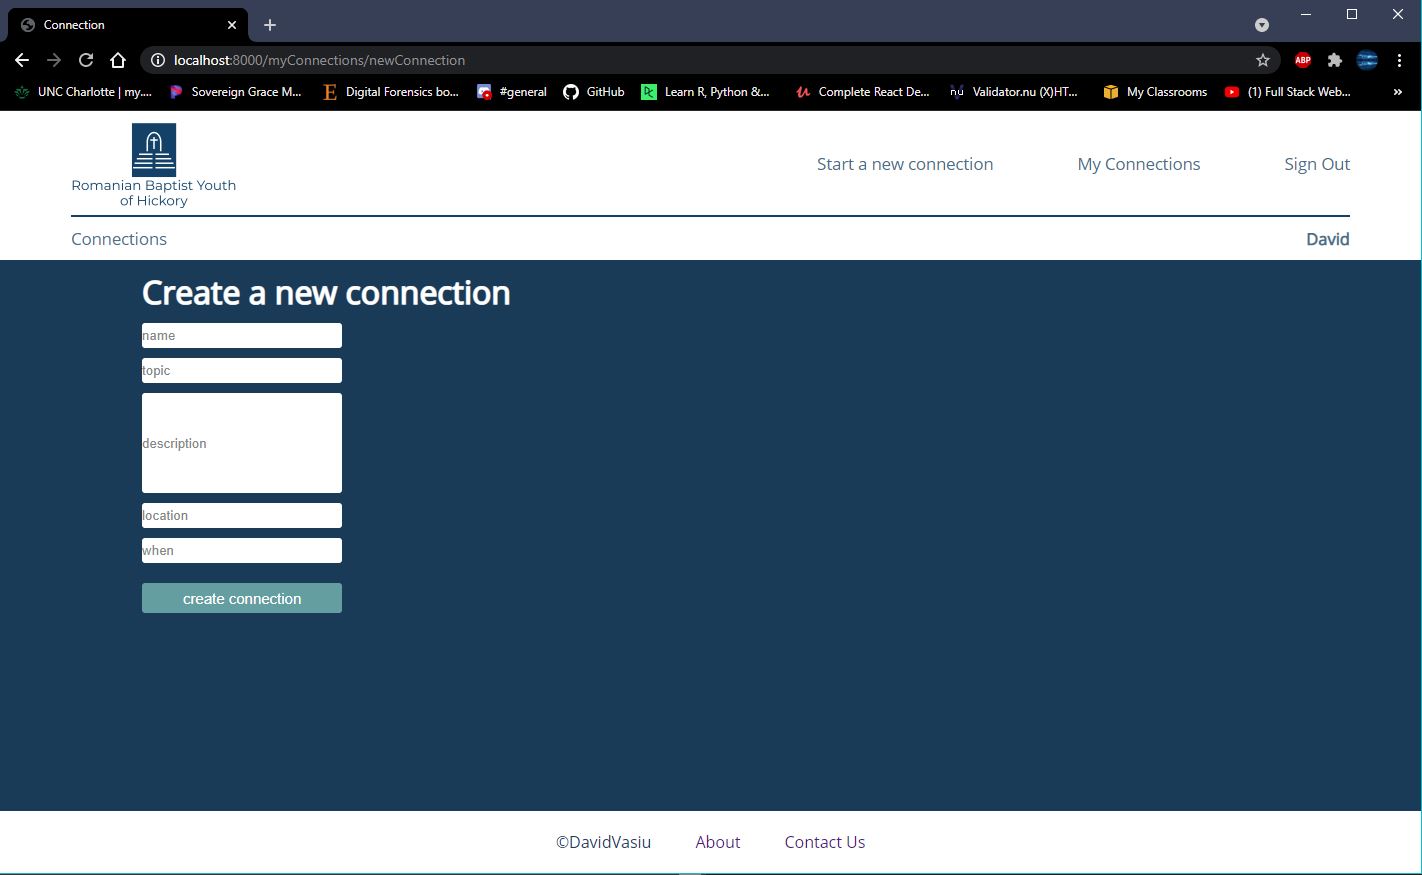 Connection
localhost:8000/myConnections/newConnection
ABP
UNC Charlotte | my....
Sovereign Grace M...
Digital Forensics bo...
#general
GitHub
Learn R, Python &...
Complete React De...
Validator.nu (X)HT...
My Classrooms
(1) Full Stack Web...
Romanian Baptist Youth
of Hickory
Start a new connection
My Connections
Sign Out
Connections
David
Create a new connection
name
topic
description
location
when
create connection
©DavidVasiu
About
Contact Us